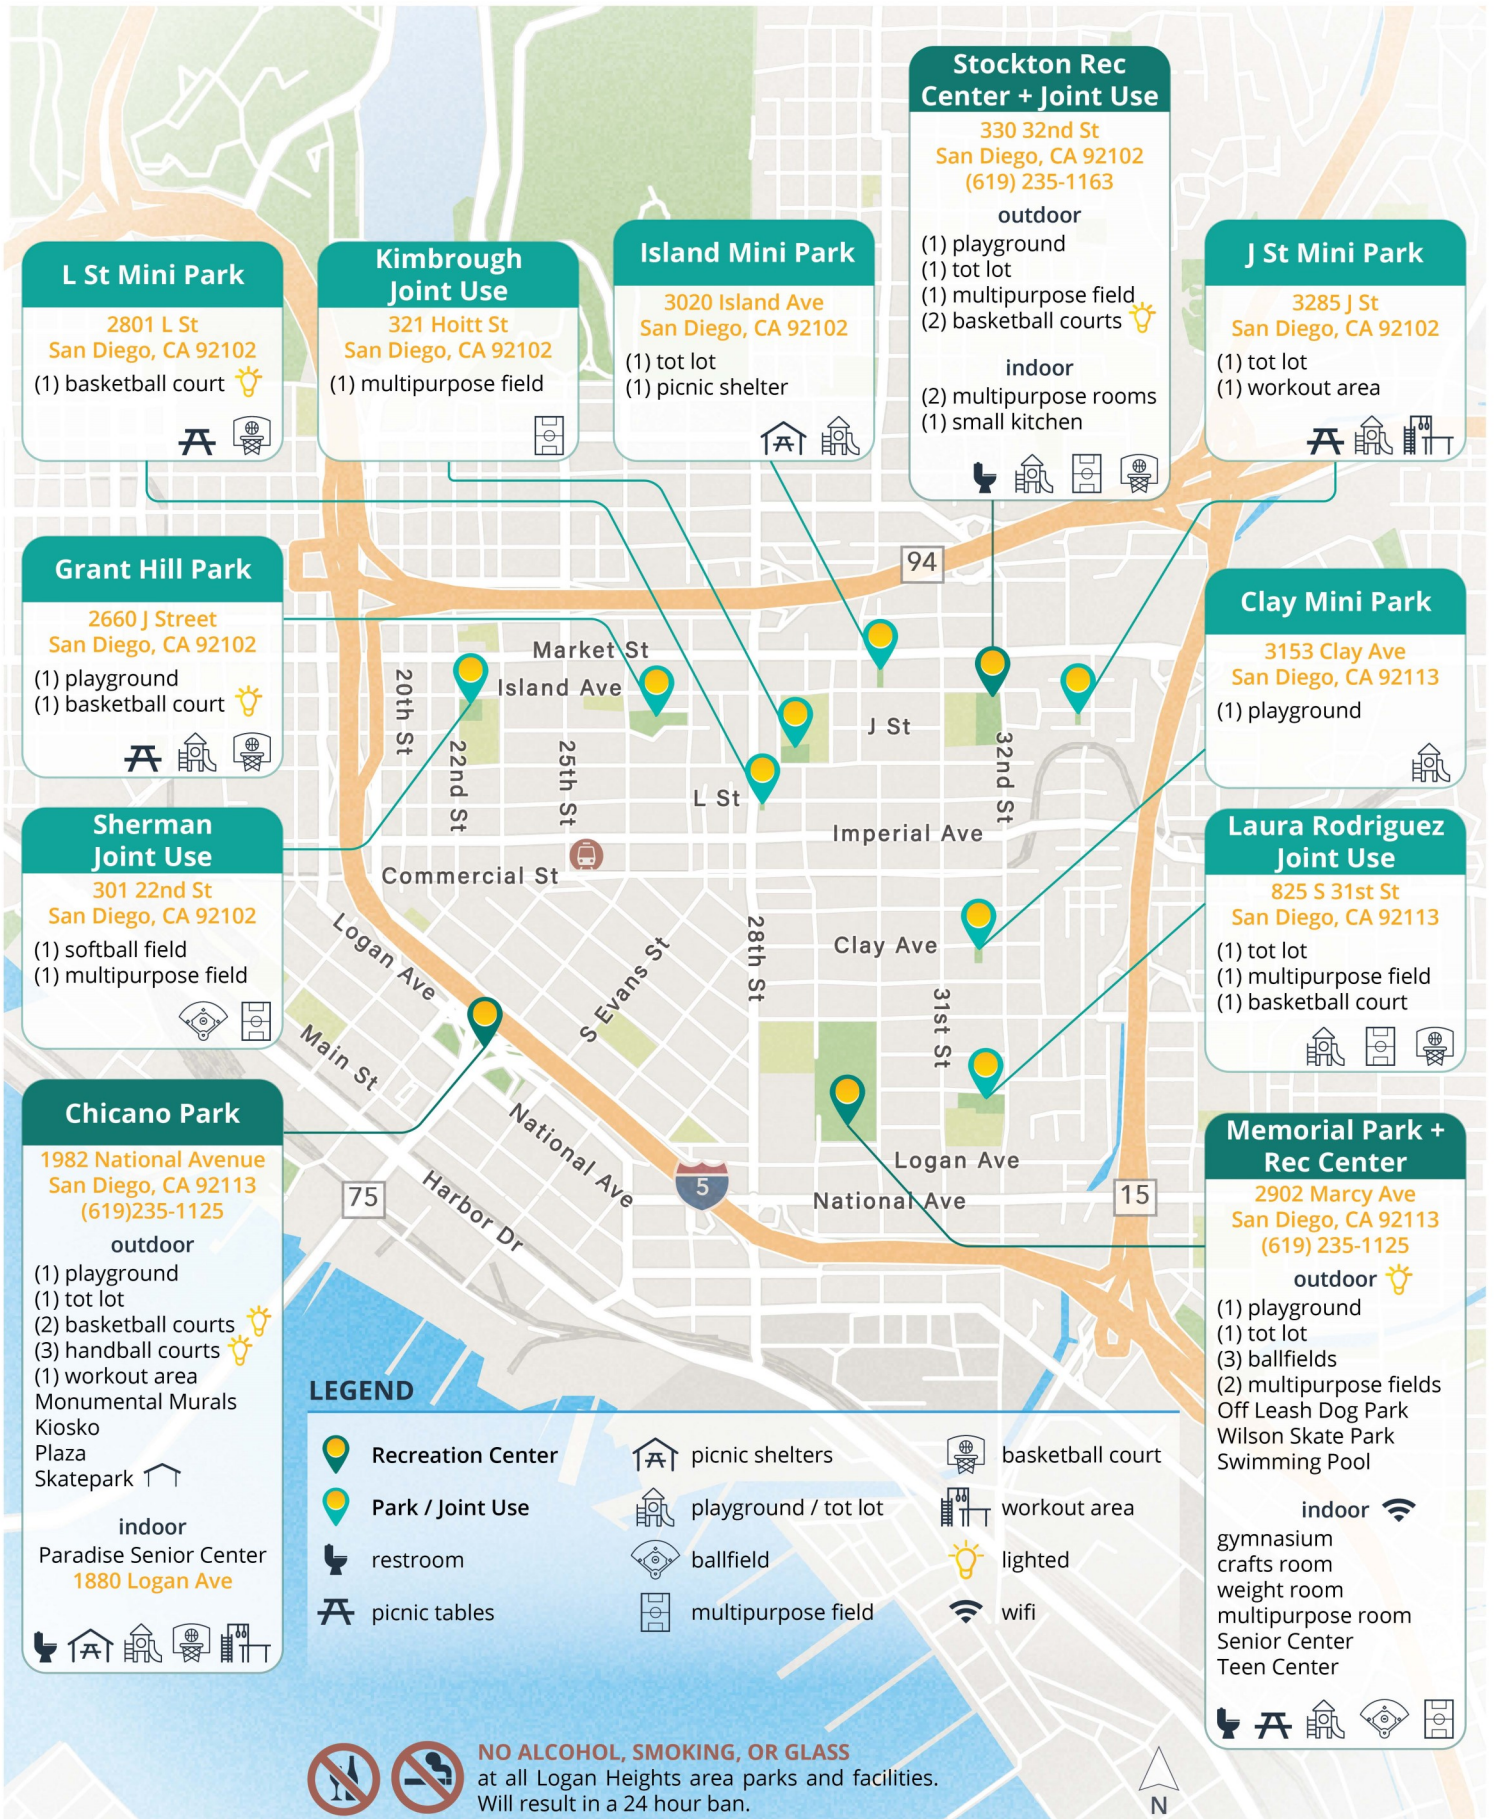 Stockton Rec
Center + Joint Use
330 32nd St
San Diego, CA 92102
(619) 235-1163
outdoor
(1) playground
(1) tot lot
(1) multipurpose field
(2) basketball courts
indoor
(2) multipurpose rooms
(1) small kitchen
L St Mini Park
2801 L St
San Diego, CA 92102
(1) basketball court
Kimbrough
Joint Use
321 Hoitt St
San Diego, CA 92102
(1) multipurpose field
Island Mini Park
3020 Island Ave
San Diego, CA 92102
(1) tot lot
(1) picnic shelter
J St Mini Park
3285 J St
San Diego, CA 92102
(1) tot lot
(1) workout area
Grant Hill Park
2660 J Street
San Diego, CA 92102
(1) playground
(1) basketball court
Clay Mini Park
3153 Clay Ave
San Diego, CA 92113
(1) playground
Sherman
Joint Use
301 22nd St
San Diego, CA 92102
(1) softball field
(1) multipurpose field
Laura Rodriguez
Joint Use
825 S 31st St
San Diego, CA 92113
(1) tot lot
(1) multipurpose field
(1) basketball court
Chicano Park
1982 National Avenue
San Diego, CA 92113
(619)235-1125
outdoor
(1) playground
(1) tot lot
(2) basketball courts
(3) handball courts
(1) workout area
Monumental Murals
Kiosko
Plaza
Skatepark
indoor
Paradise Senior Center
1880 Logan Ave
Memorial Park +
Rec Center
2902 Marcy Ave
San Diego, CA 92113
(619) 235-1125
outdoor
(1) playground
(1) tot lot
(3) ballfields
(2) multipurpose fields
Off Leash Dog Park
Wilson Skate Park
Swimming Pool
indoor
gymnasium
crafts room
weight room
multipurpose room
Senior Center
Teen Center
94
Market St
Island Ave
20th St
22nd St
25th St
J St
32nd St
L St
Imperial Ave
Commercial St
Logan Ave
28th St
Clay Ave
S Evans St
31st St
Main St
National Ave
Logan Ave
National Ave
Harbor Dr
75
5
15
LEGEND
Recreation Center
Park / Joint Use
restroom
picnic tables
picnic shelters
playground / tot lot
ballfield
multipurpose field
basketball court
workout area
lighted
wifi
NO ALCOHOL, SMOKING, OR GLASS
at all Logan Heights area parks and facilities.
Will result in a 24 hour ban.
N